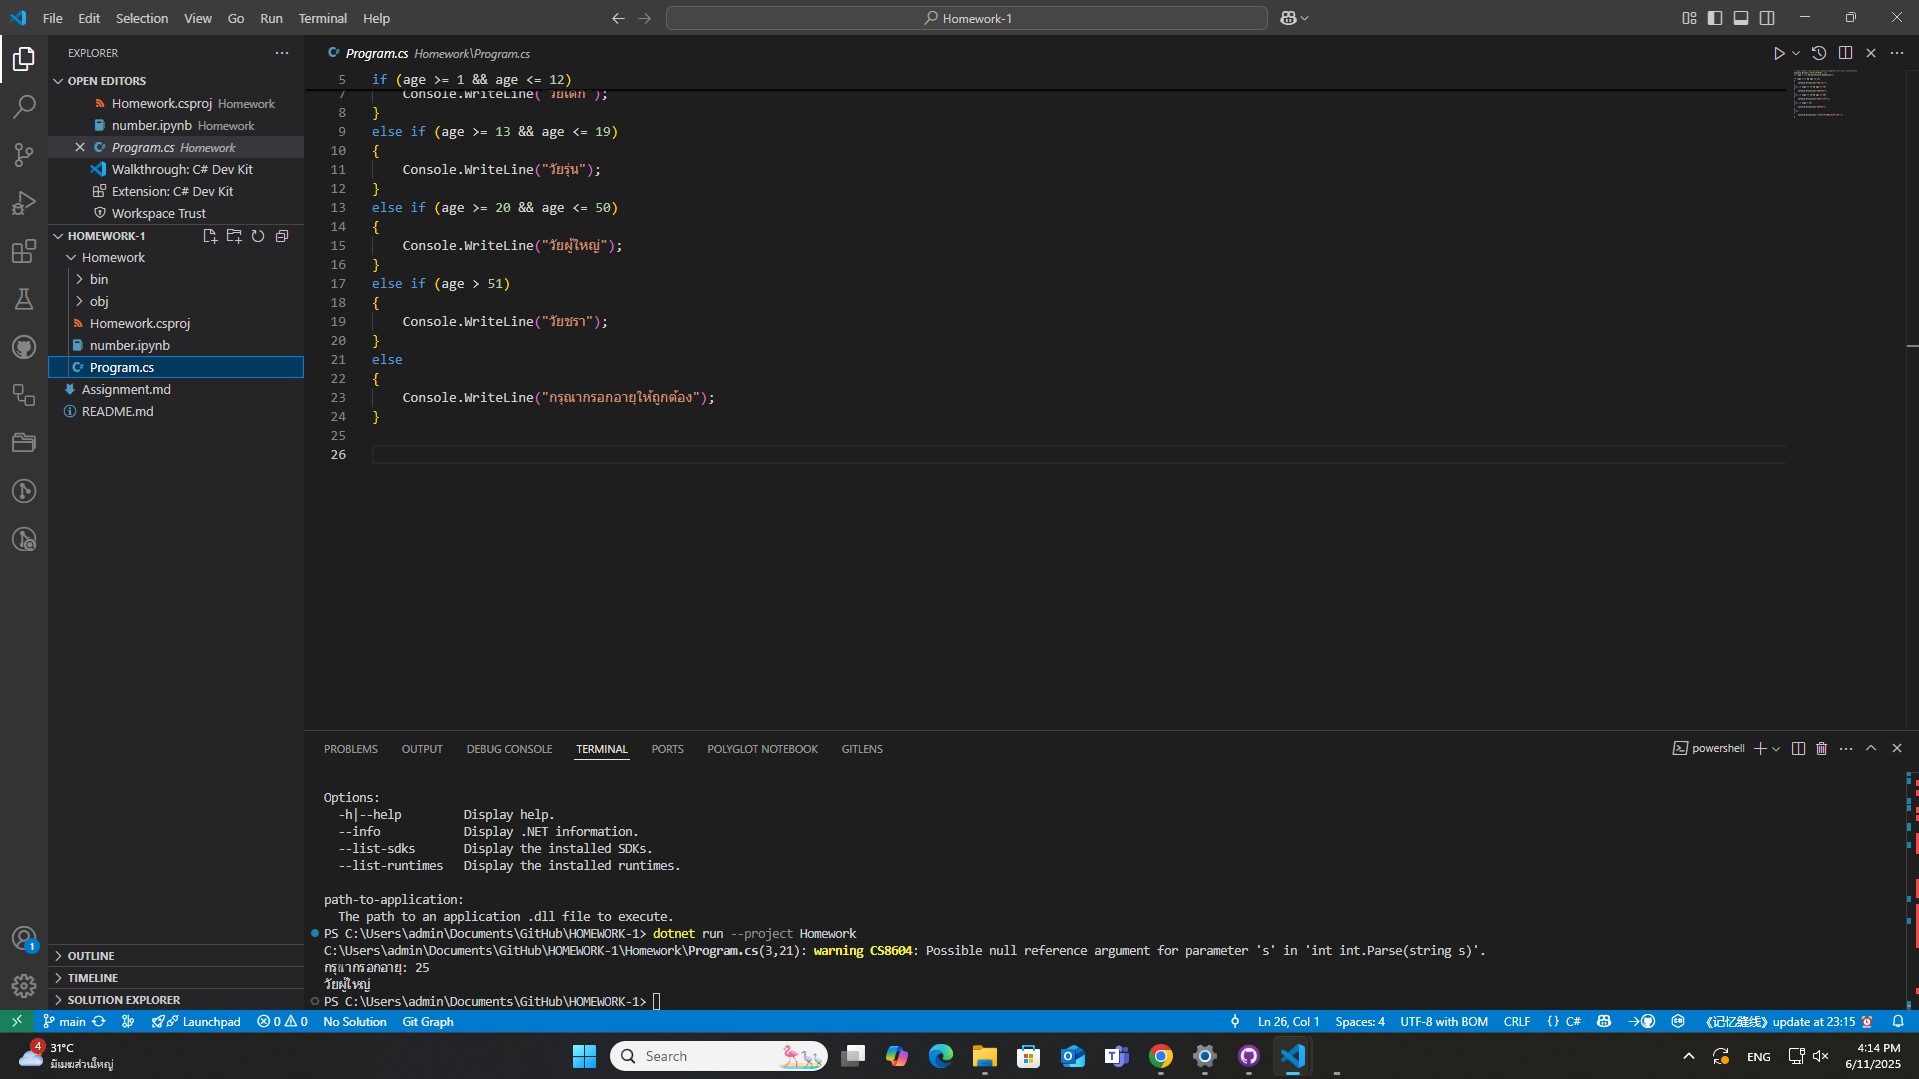 File Edit Selection View Go Run Terminal Help
Homework-1
EXPLORER
OPEN EDITORS
Homework.csproj Homework
number.ipynb Homework
Program.cs Homework
Walkthrough: C# Dev Kit
Extension: C# Dev Kit
Workspace Trust
HOMEWORK-1
Homework
bin
obj
Homework.csproj
number.ipynb
Program.cs
Assignment.md
README.md
OUTLINE
TIMELINE
SOLUTION EXPLORER
Program.cs Homework\Program.cs
5 if (age >= 1 && age <= 12)
7 Console.WriteLine("วัยเด็ก");
8 }
9 else if (age >= 13 && age <= 19)
10 {
11 Console.WriteLine("วัยรุ่น");
12 }
13 else if (age >= 20 && age <= 50)
14 {
15 Console.WriteLine("วัยผู้ใหญ่");
16 }
17 else if (age > 51)
18 {
19 Console.WriteLine("วัยชรา");
20 }
21 else
22 {
23 Console.WriteLine("กรุณากรอกอายุให้ถูกต้อง");
24 }
25
26
PROBLEMS OUTPUT DEBUG CONSOLE TERMINAL PORTS POLYGLOT NOTEBOOK GITLENS
powershell
Options:
-h|--help Display help.
--info Display .NET information.
--list-sdks Display the installed SDKs.
--list-runtimes Display the installed runtimes.
path-to-application:
The path to an application .dll file to execute.
PS C:\Users\admin\Documents\GitHub\HOMEWORK-1> dotnet run --project Homework
C:\Users\admin\Documents\GitHub\HOMEWORK-1\Homework\Program.cs(3,21): warning CS8604: Possible null reference argument for parameter 's' in 'int int.Parse(string s)'.
กรุณากรอกอายุ: 25
วัยผู้ใหญ่
PS C:\Users\admin\Documents\GitHub\HOMEWORK-1>
main Launchpad 0 0 No Solution Git Graph
Ln 26, Col 1 Spaces: 4 UTF-8 with BOM CRLF {} C# 《记忆缝线》update at 23:15
1
4
31°C
มีเมฆส่วนใหญ่
Search
ENG
4:14 PM
6/11/2025